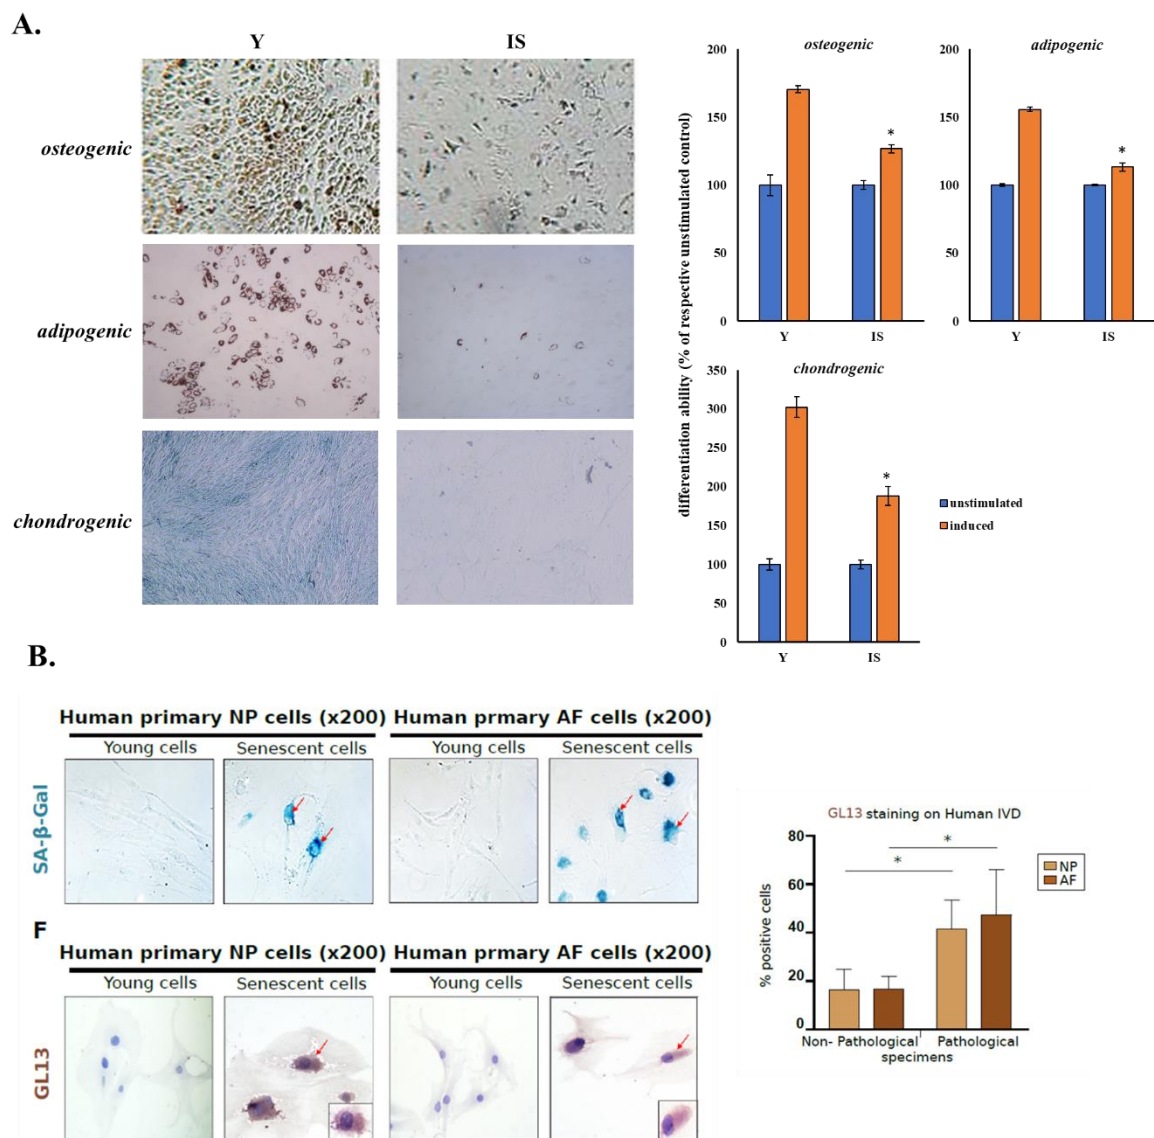 A.
Y
IS
osteogenic
adipogenic
chondrogenic
differentiation ability (% of respective unstimulated control)
osteogenic
200
150
100
50
0
Y
IS
*
adipogenic
200
150
100
50
0
Y
IS
*
chondrogenic
350
300
250
200
150
100
50
0
Y
IS
*
unstimulated
induced
B.
Human primary NP cells (x200)
Human prmary AF cells (x200)
Young cells
Senescent cells
Young cells
Senescent cells
SA-β-Gal
F
Human primary NP cells (x200)
Human primary AF cells (x200)
Young cells
Senescent cells
Young cells
Senescent cells
GL13
GL13 staining on Human IVD
% positive cells
80
60
40
20
0
*
*
NP
AF
Non- Pathological
Pathological
specimens